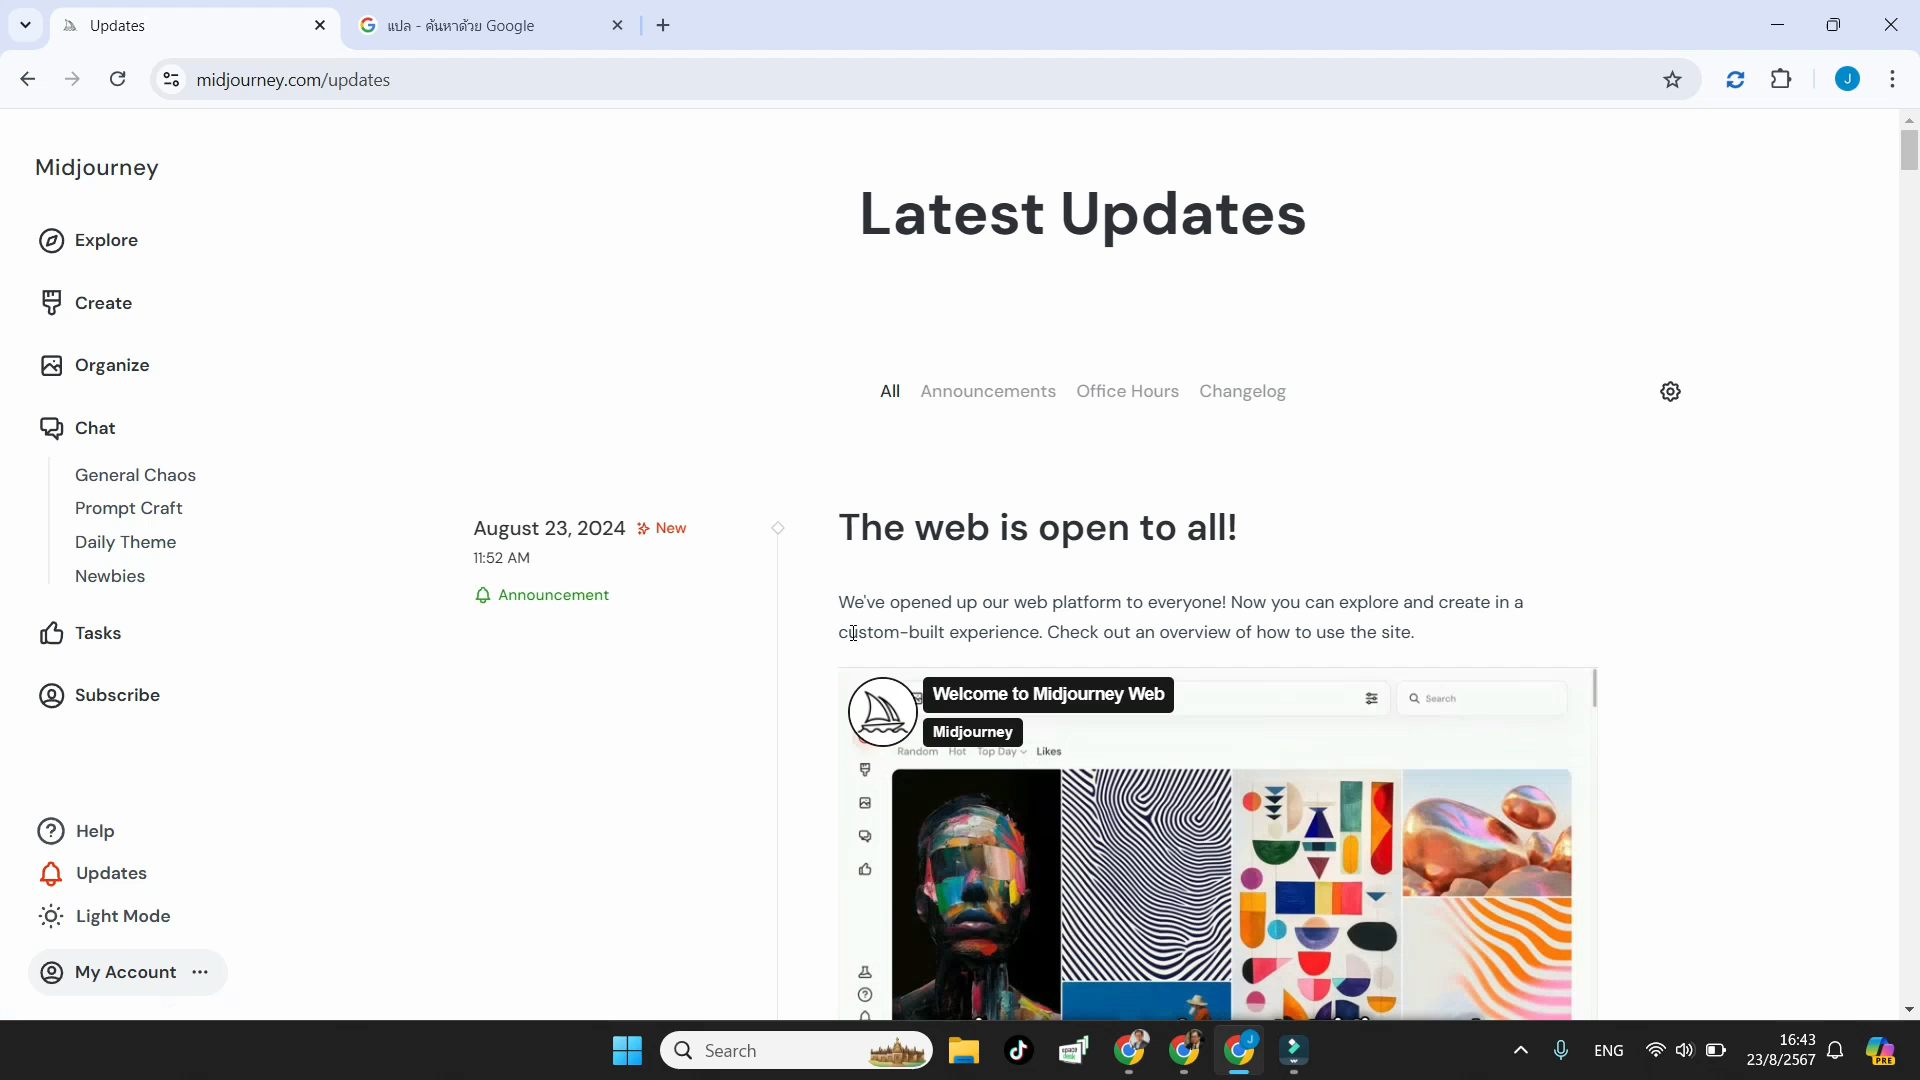 Updates
แปล - ค้นหาด้วย Google
midjourney.com/updates
J
Midjourney
Explore
Create
Organize
Chat
General Chaos
Prompt Craft
Daily Theme
Newbies
Tasks
Subscribe
Help
Updates
Light Mode
My Account
Latest Updates
All Announcements Office Hours Changelog
August 23, 2024 New
11:52 AM
Announcement
The web is open to all!
We've opened up our web platform to everyone! Now you can explore and create in a
custom-built experience. Check out an overview of how to use the site.
Welcome to Midjourney Web
Midjourney
Search
Random Hot Top Day Likes
Search
space
desk
J
ENG
16:43
23/8/2567
PRE